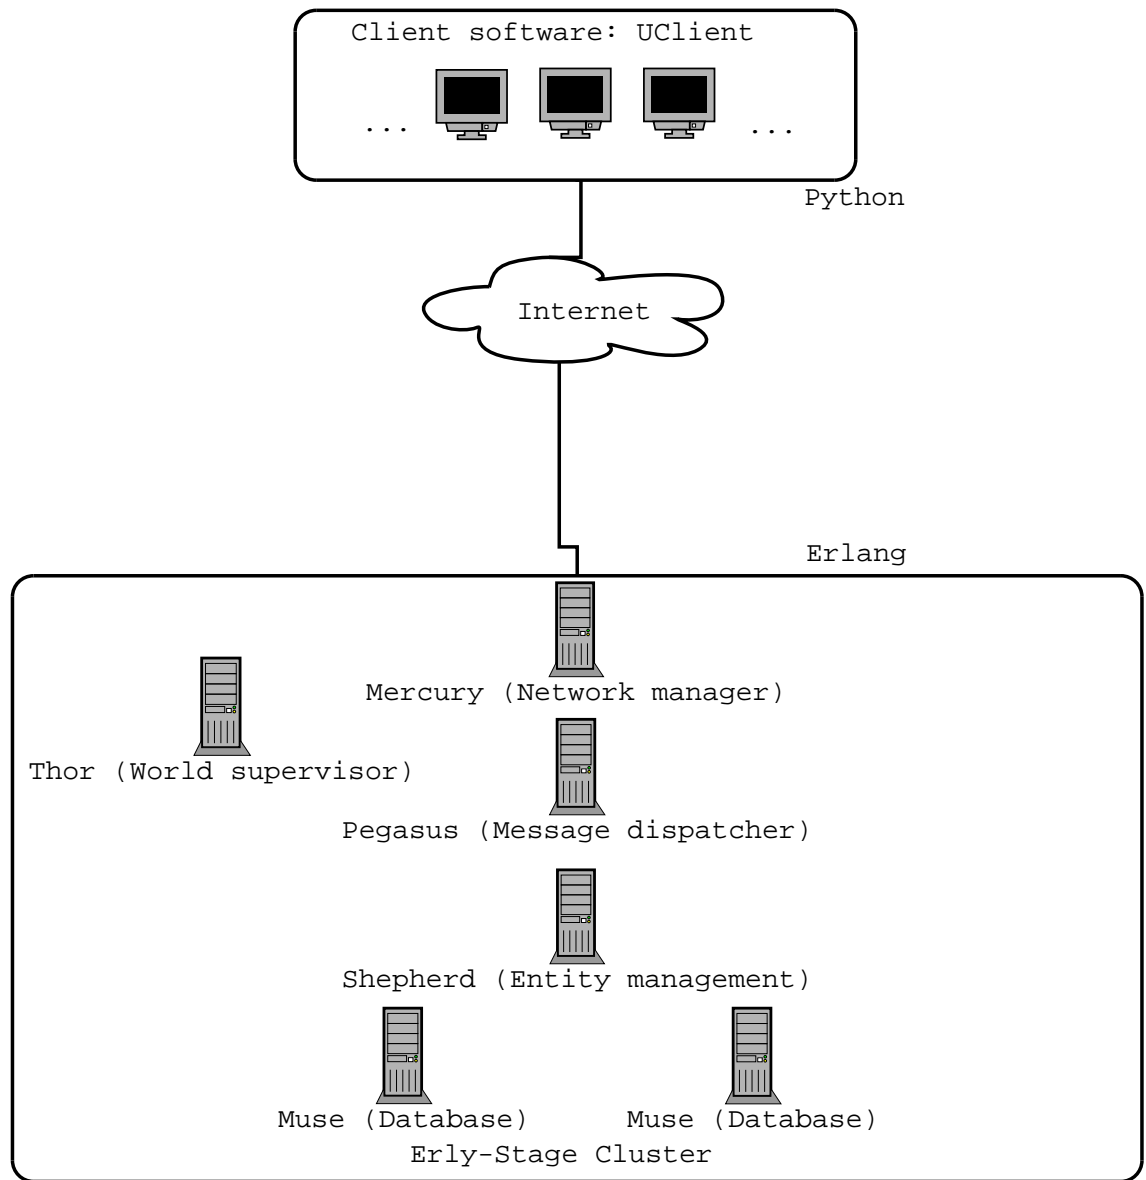 Client software: UClient
... ...
Python
Internet
Erlang
Mercury (Network manager)
Thor (World supervisor)
Pegasus (Message dispatcher)
Shepherd (Entity management)
Muse (Database) Muse (Database)
Erly-Stage Cluster